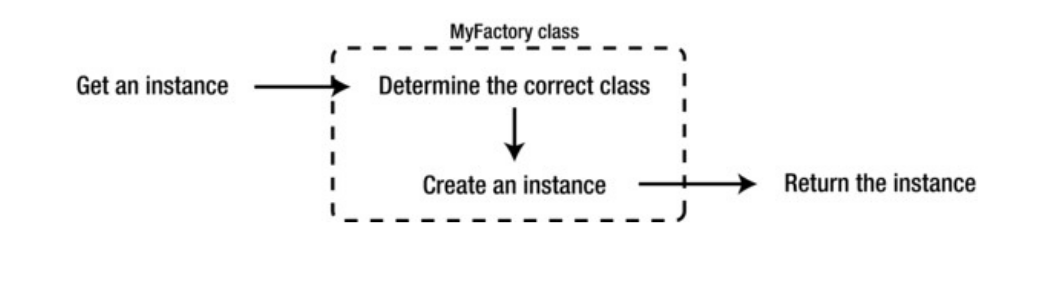 MyFactory class
Get an instance
Determine the correct class
Create an instance
Return the instance